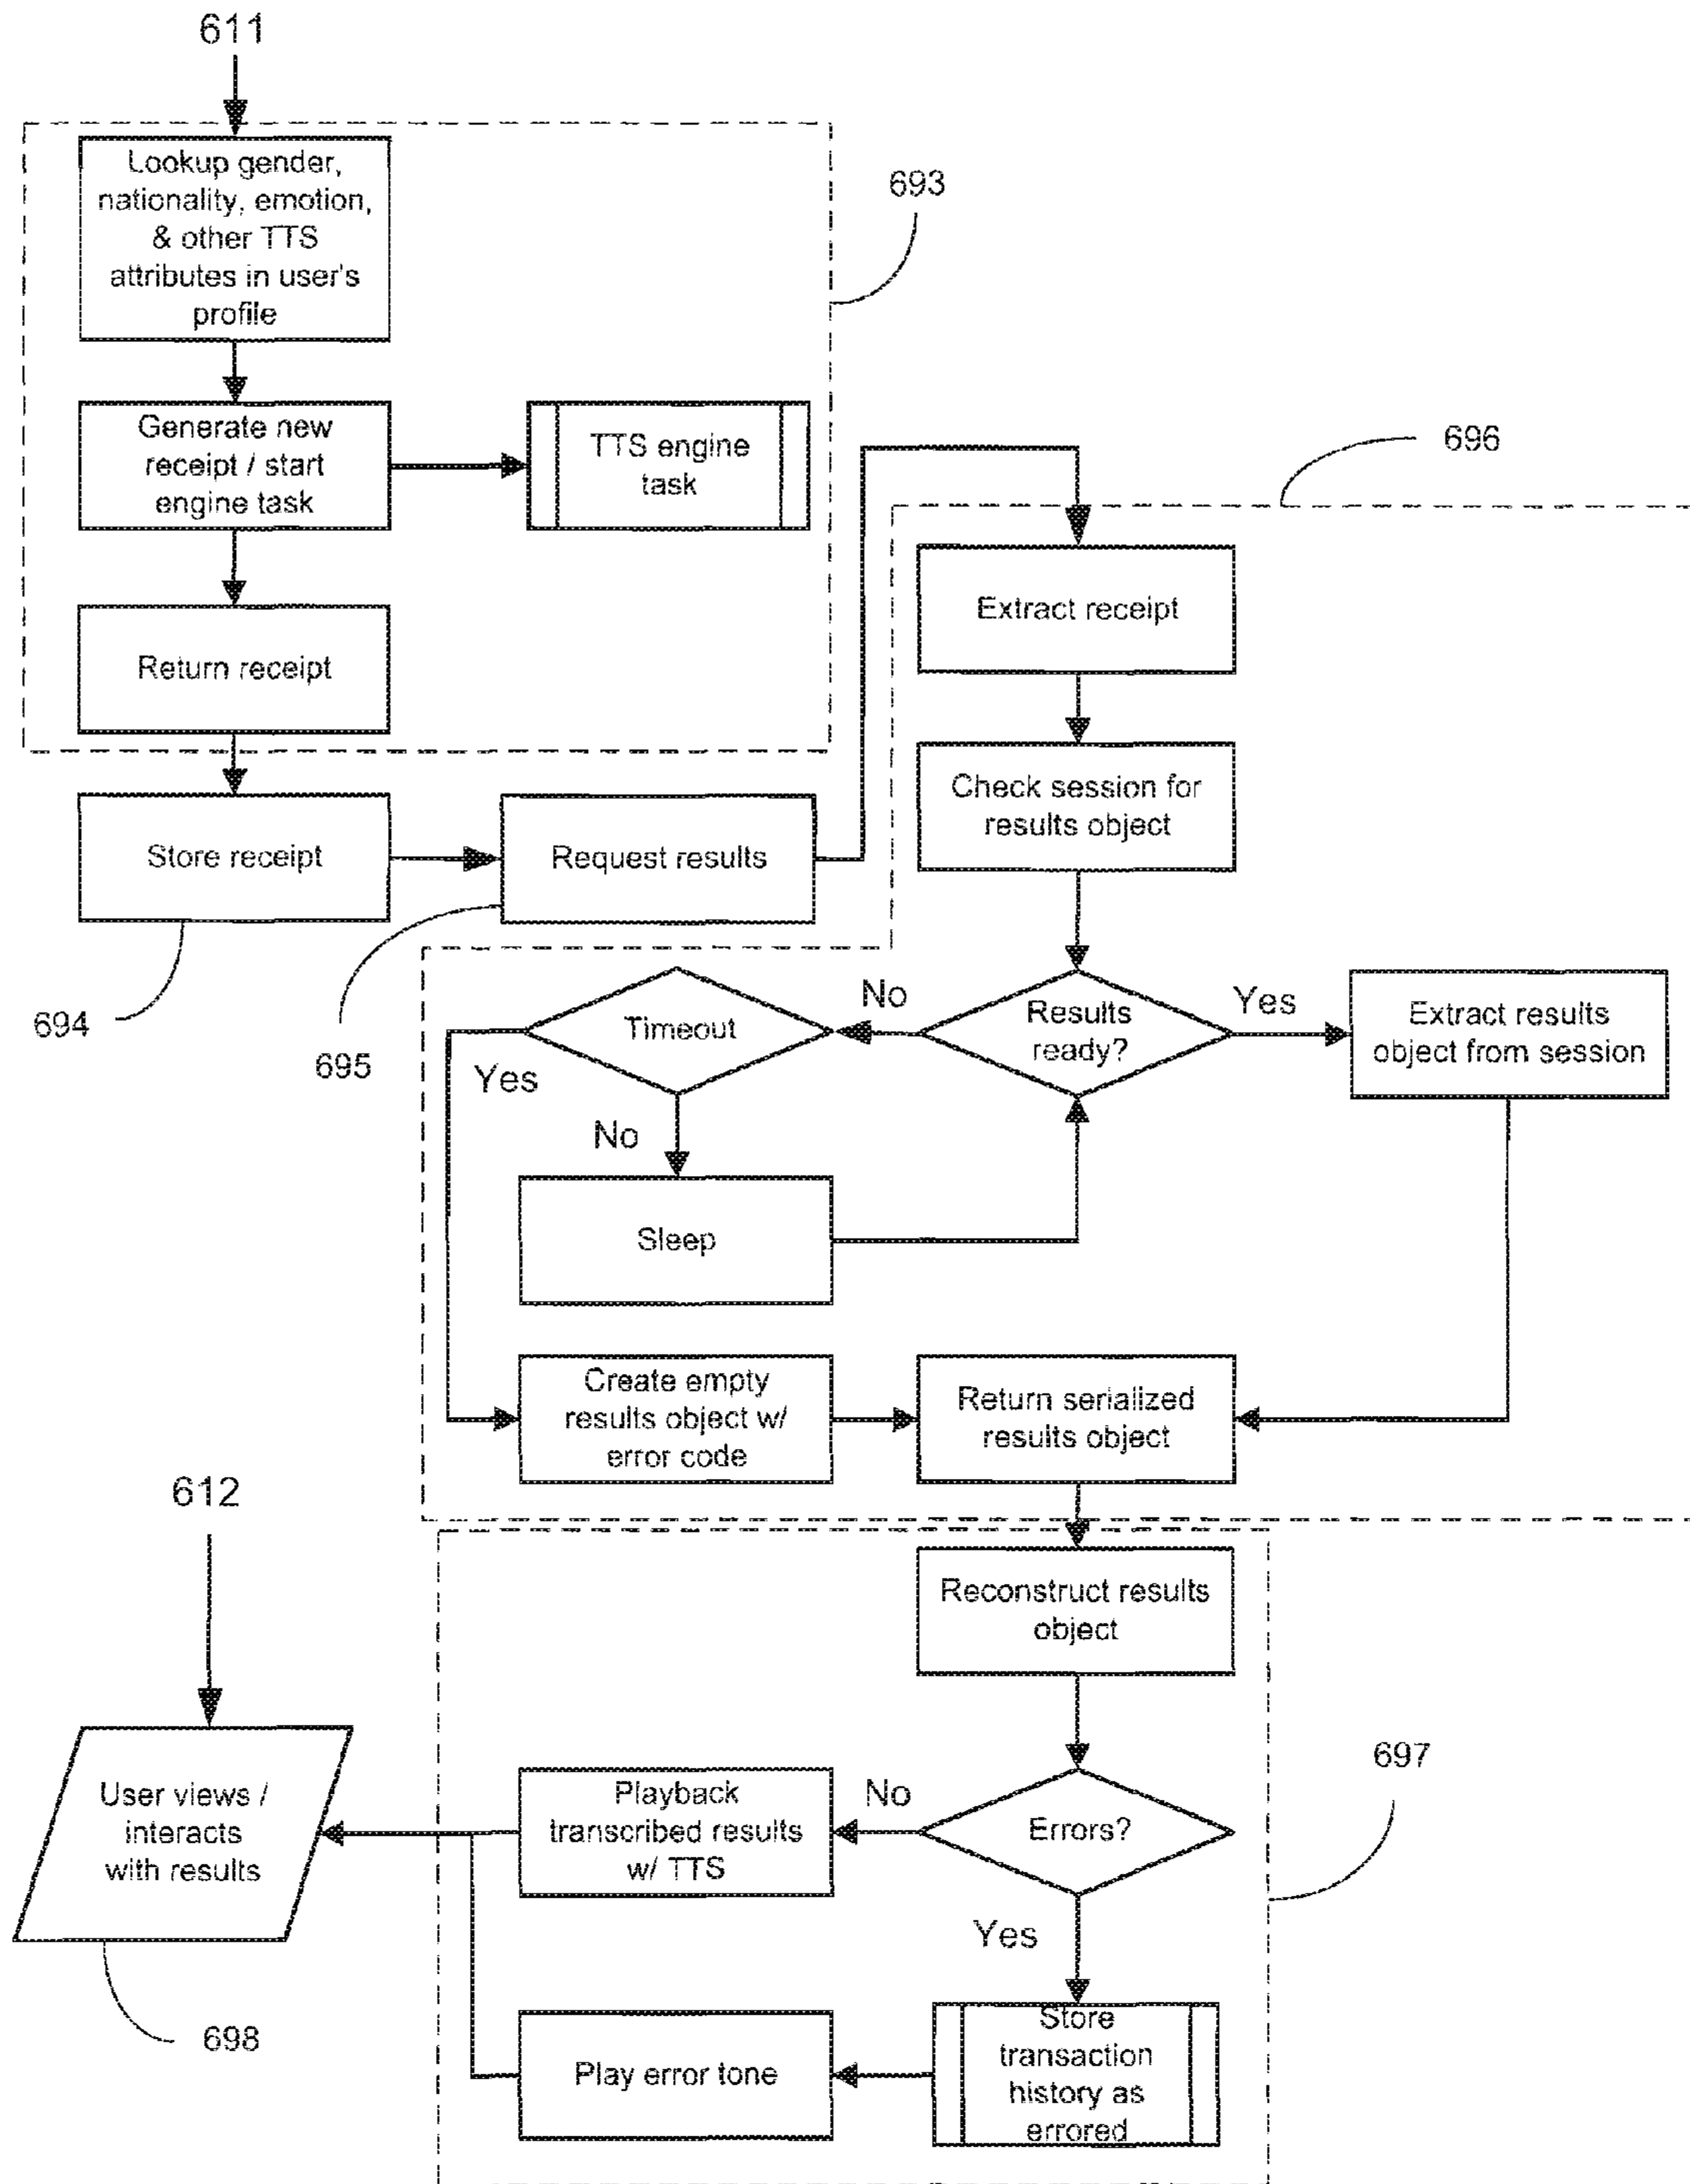 611
Lookup gender,
nationality, emotion,
& other TTS
attributes in user's
profile
693
Generate new
receipt / start
engine task
TTS engine
task
Return receipt
696
Extract receipt
Check session for
results object
Store receipt
Request results
694
695
Timeout
No
Results
ready?
Yes
Extract results
object from session
Yes
No
Sleep
Create empty
results object w/
error code
Return serialized
results object
612
Reconstruct results
object
697
User views /
interacts
with results
Playback
transcribed results
w/ TTS
No
Errors?
Yes
698
Play error tone
Store
transaction
history as
errored